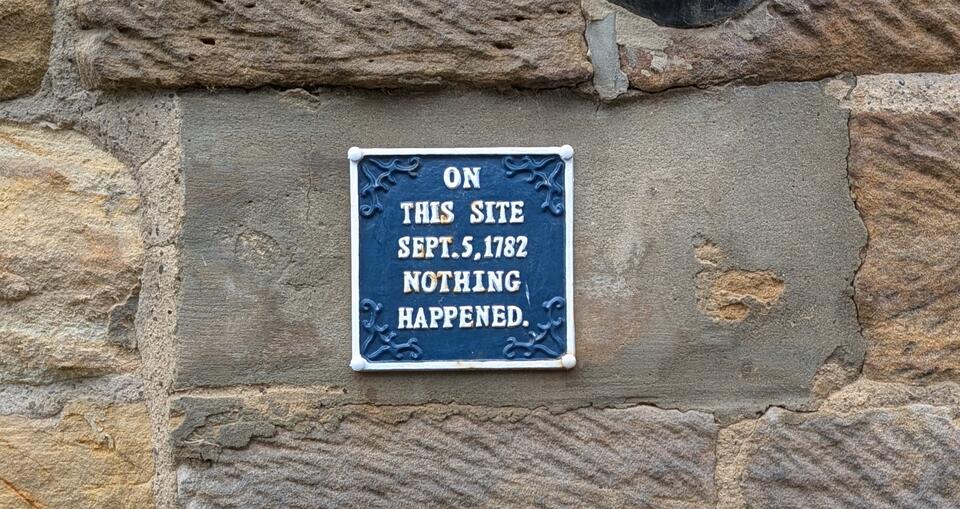 ON
THIS SITE
SEPT. 5, 1782
NOTHING
HAPPENED.